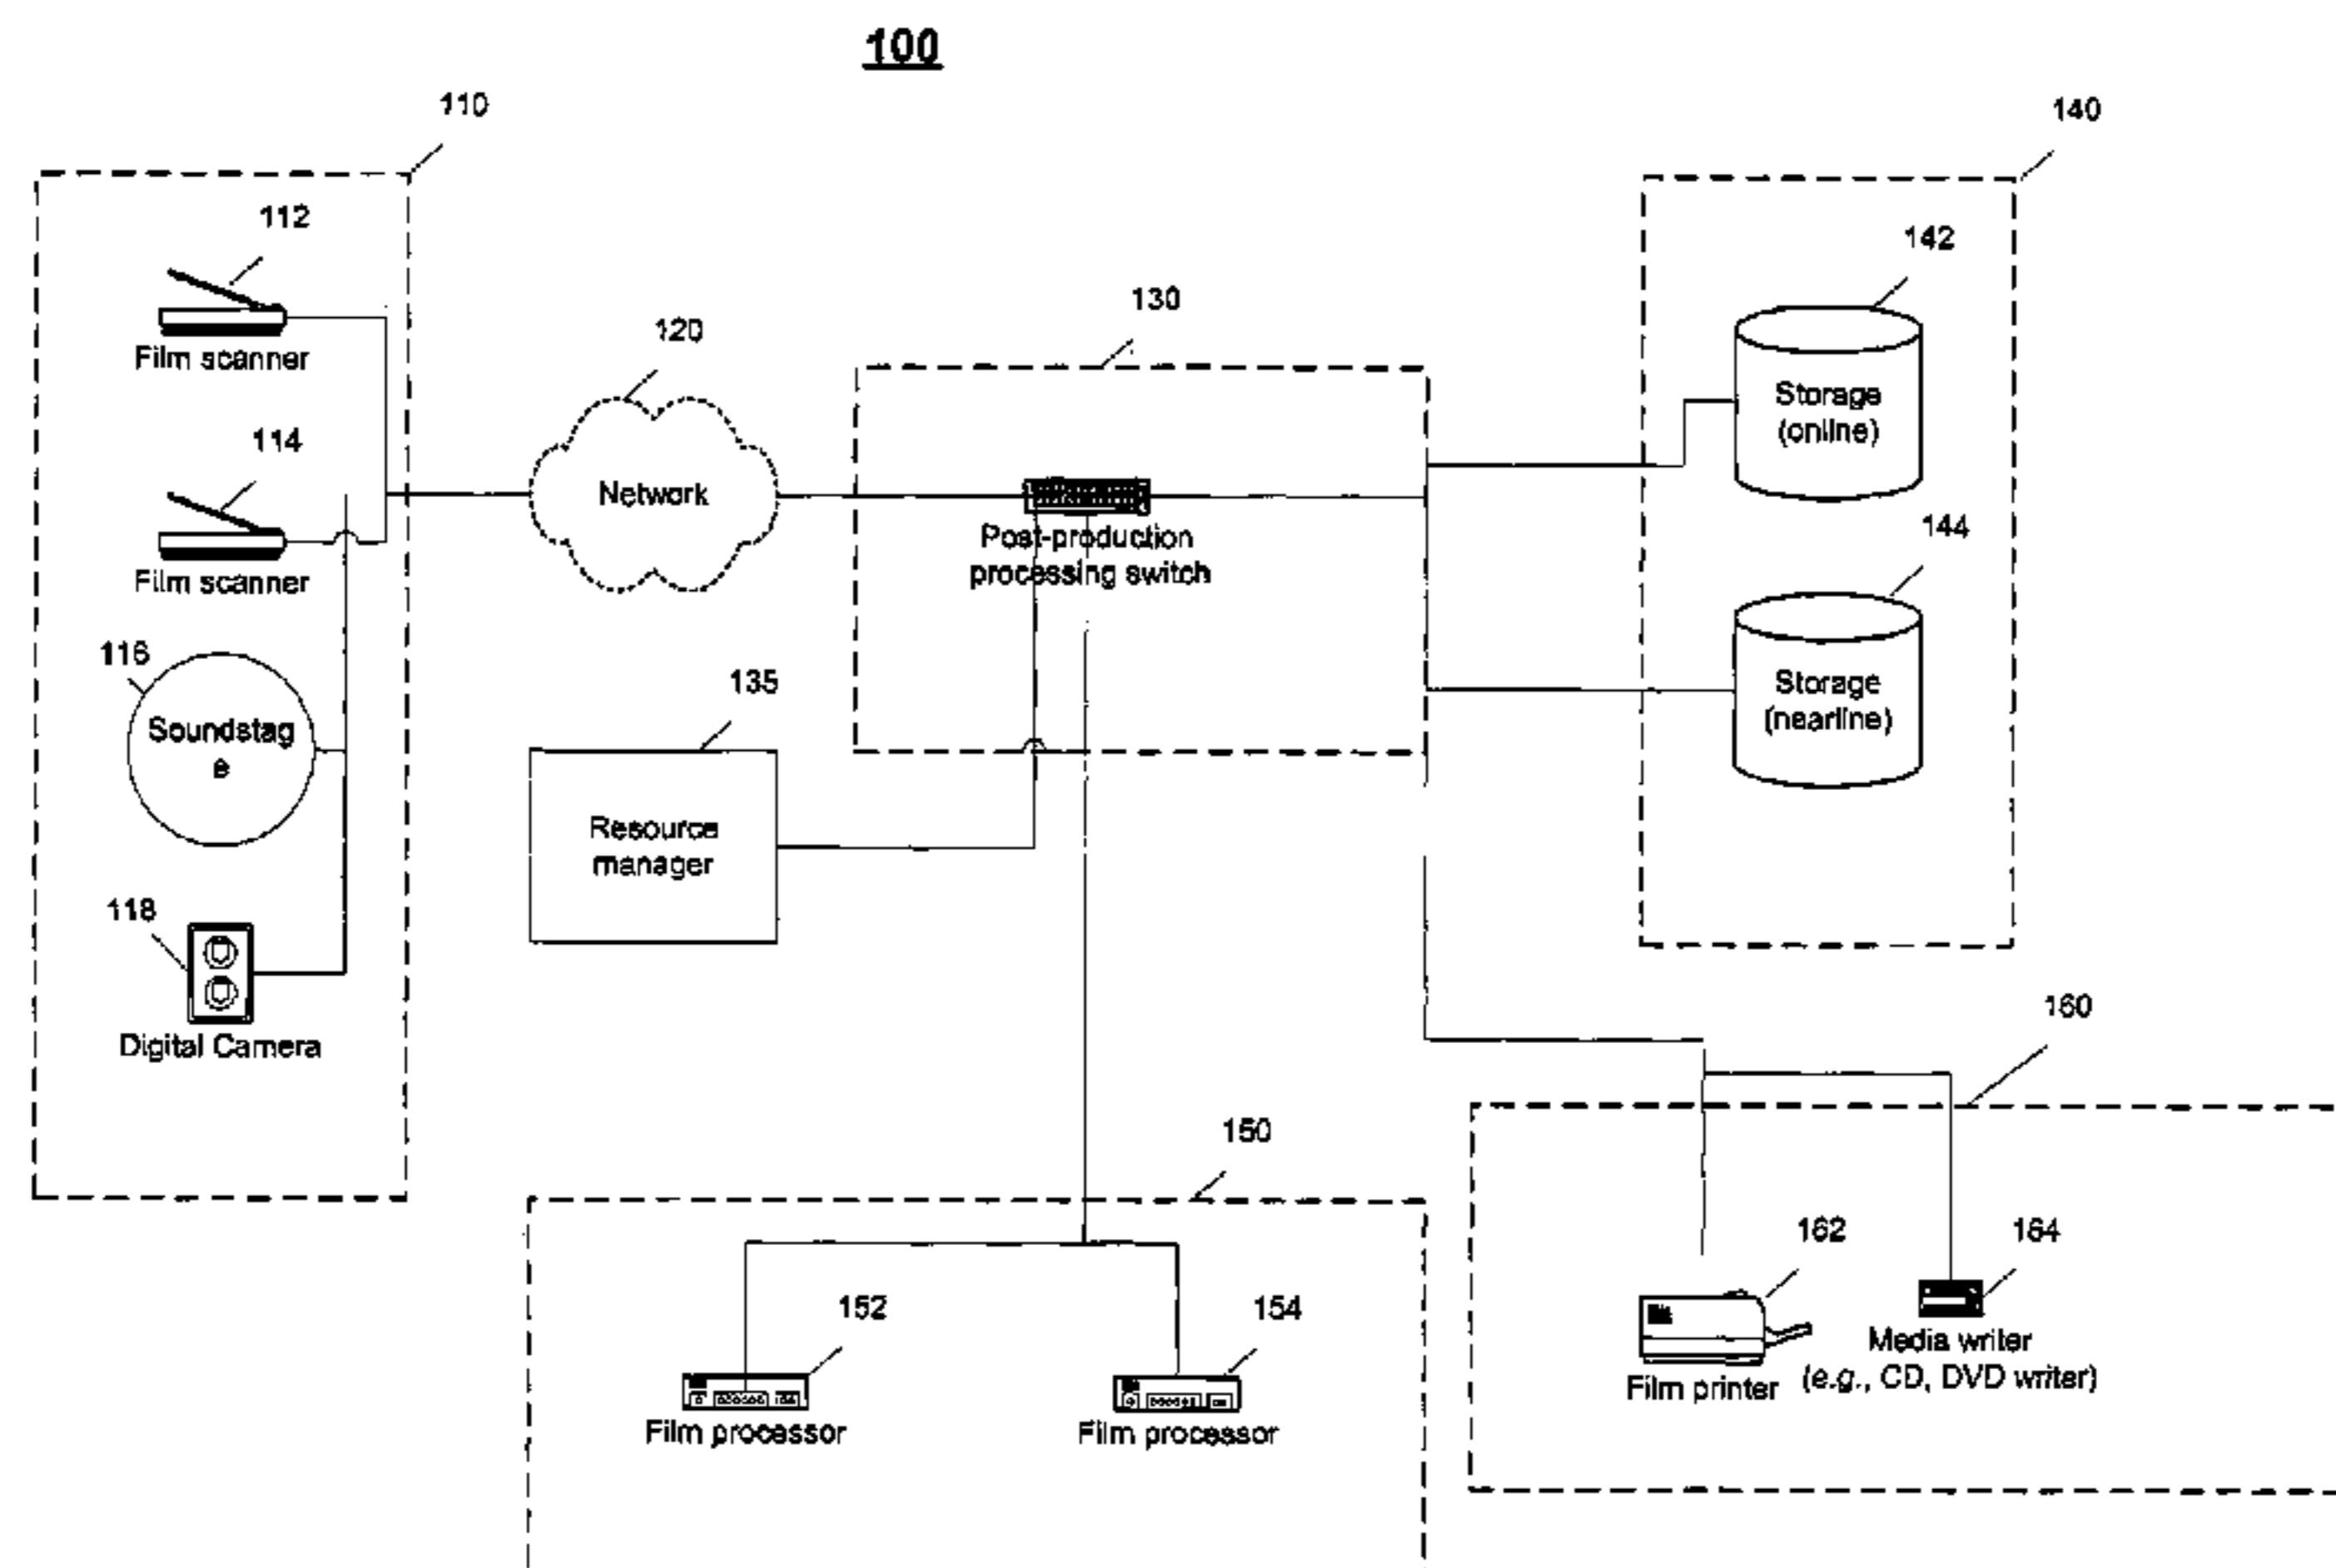 100
110
140
112
142
130
120
Film scanner
Storage
(online)
114
Network
144
Post-production
processing switch
Film scanner
116
135
Storage
(nearline)
Soundstag
e
Resource
manager
118
160
Digital Camera
150
162
164
152
154
Media writer
(e.g., CD, DVD writer)
Film printer
Film processor
Film processor